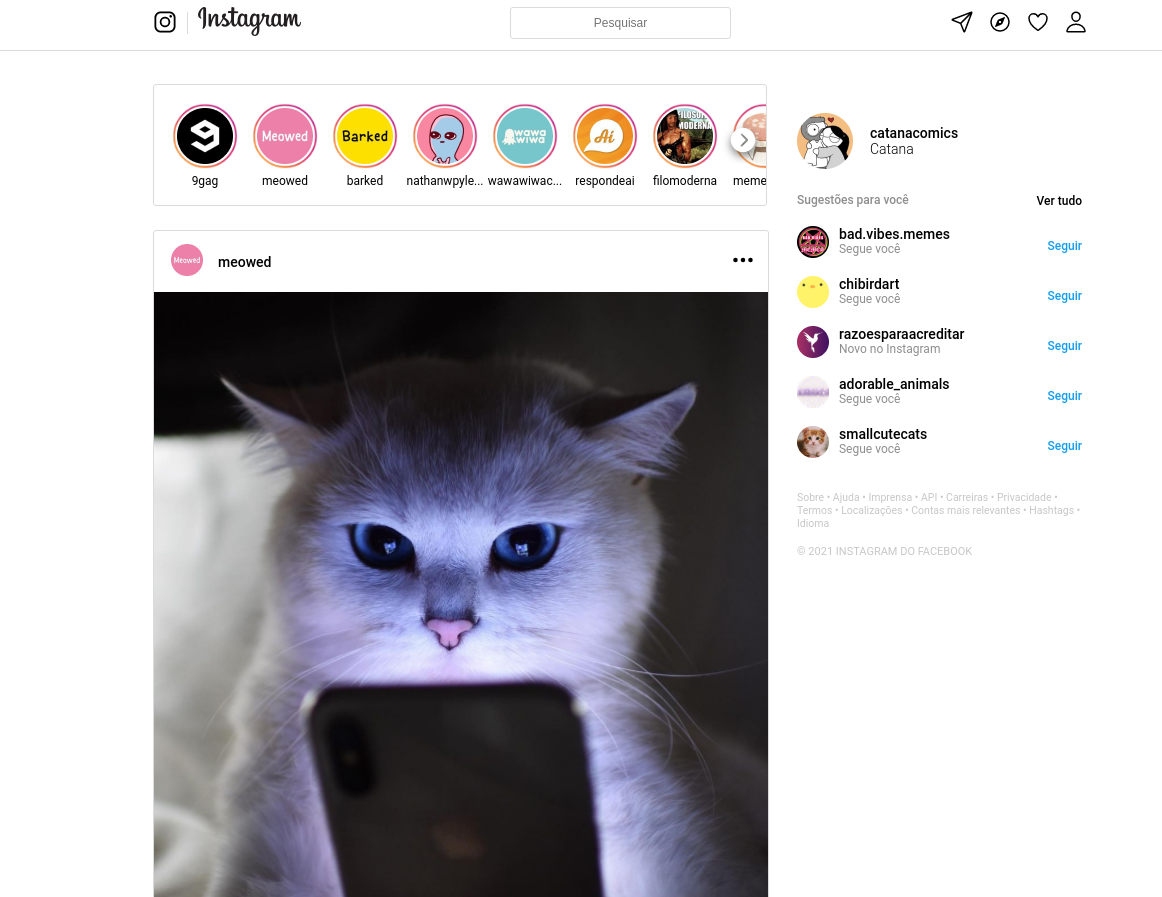 Instagram
Pesquisar
Meowed
Barked
wawa
wiwa
Ai
FILOSOF
MODERNA
9gag
meowed
barked
nathanwpyle...
wawawiwac...
respondeai
filomoderna
meme
catanacomics
Catana
Sugestões para você
Ver tudo
Meowed
meowed
bad.vibes.memes
Segue você
Seguir
chibirdart
Segue você
Seguir
razoesparaacreditar
Novo no Instagram
Seguir
adorable_animals
Segue você
Seguir
smallcutecats
Segue você
Seguir
Sobre • Ajuda • Imprensa • API • Carreiras • Privacidade •
Termos • Localizações • Contas mais relevantes • Hashtags •
Idioma
© 2021 INSTAGRAM DO FACEBOOK